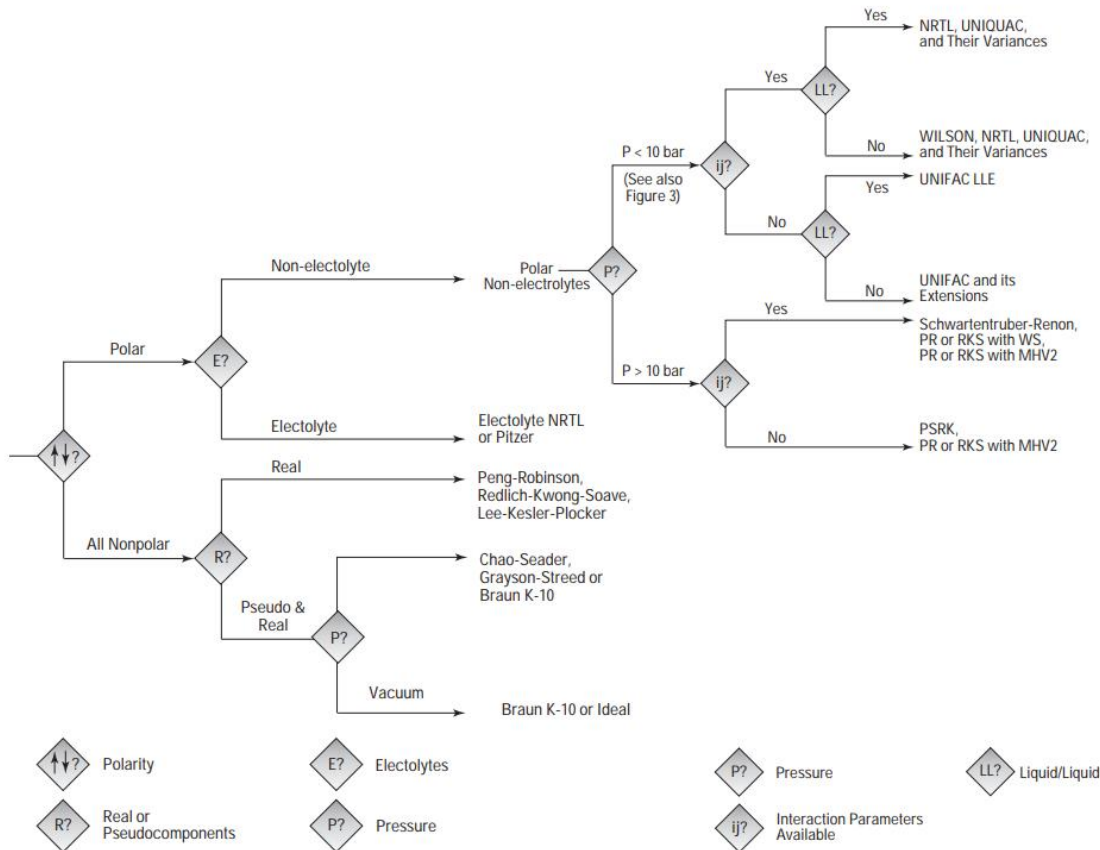 Yes
NRTL, UNIQUAC,
and Their Variances
Yes
LL?
No
WILSON, NRTL, UNIQUAC,
and Their Variances
P < 10 bar
(See also
Figure 3)
ij?
Yes
UNIFAC LLE
No
LL?
No
UNIFAC and its
Extensions
Non-electolyte
Polar
Non-electrolytes
P?
Yes
Schwartentruber-Renon,
PR or RKS with WS,
PR or RKS with MHV2
Polar
E?
P > 10 bar
ij?
Electolyte
Electolyte NRTL
or Pitzer
No
PSRK,
PR or RKS with MHV2
?
Real
Peng-Robinson,
Redlich-Kwong-Soave,
Lee-Kesler-Plocker
All Nonpolar
R?
Chao-Seader,
Grayson-Streed or
Braun K-10
Pseudo &
Real
P?
Vacuum
Braun K-10 or Ideal
? Polarity
E? Electolytes
P? Pressure
LL? Liquid/Liquid
R? Real or
Pseudocomponents
P? Pressure
ij? Interaction Parameters
Available